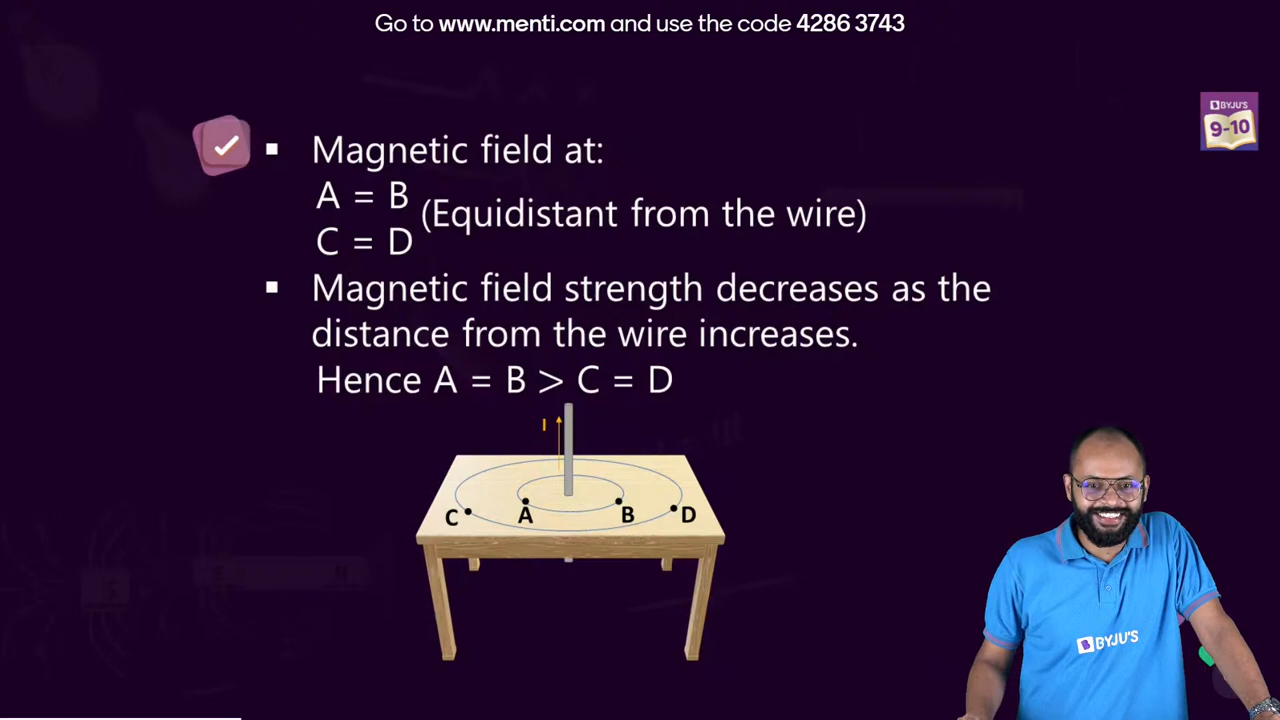 Go to www.menti.com and use the code 4286 3743
BYJU'S
9-10
▪ Magnetic field at:
A = B
(Equidistant from the wire)
C = D
▪ Magnetic field strength decreases as the
distance from the wire increases.
Hence A = B > C = D
I
C A B D
BYJU'S